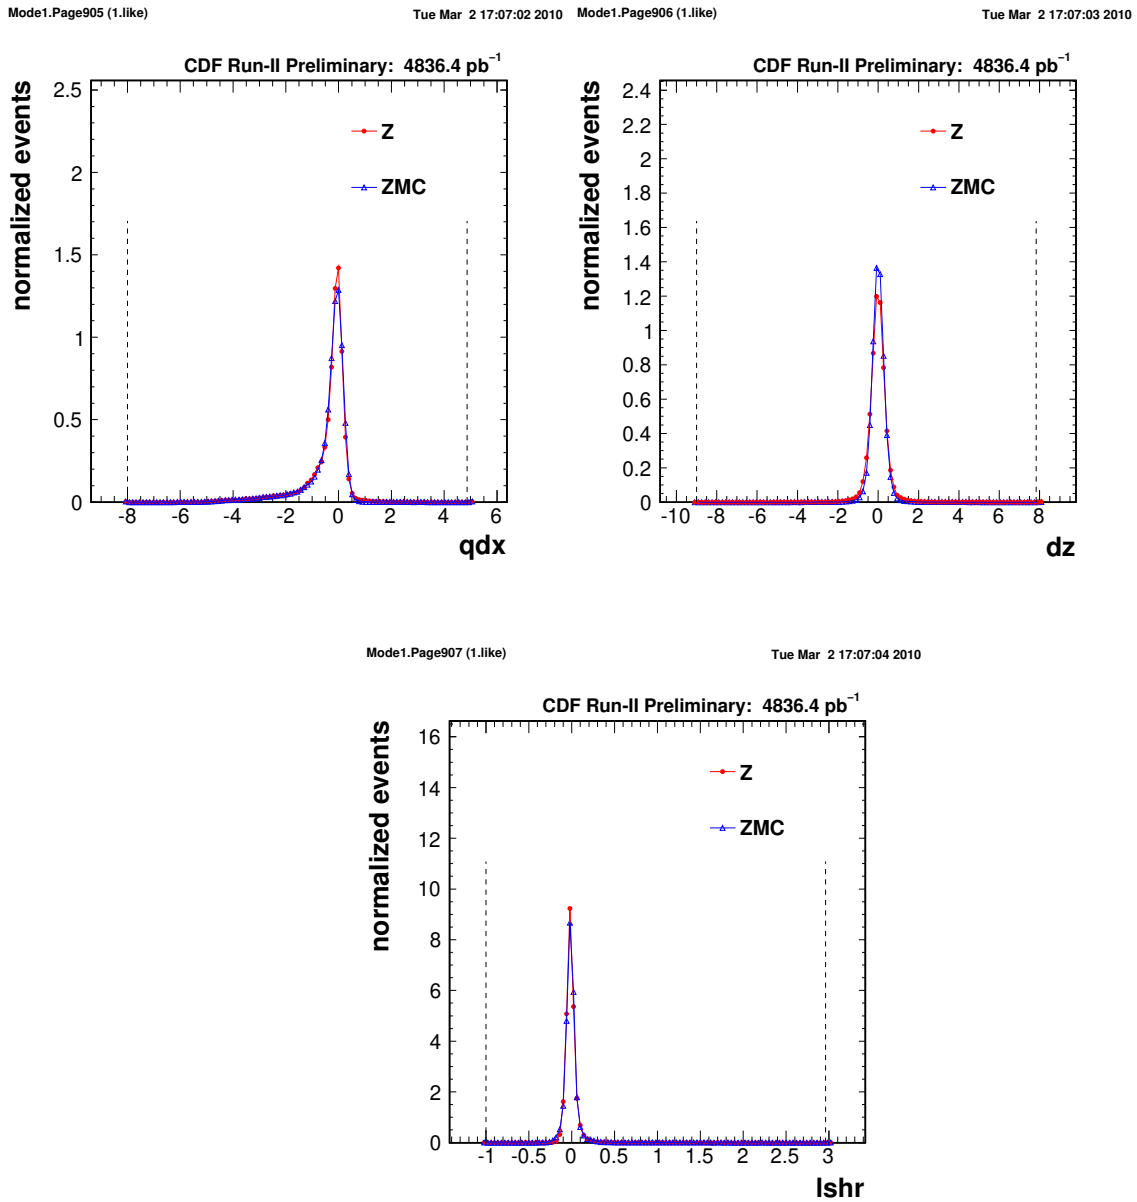 Mode1.Page905 (1.like) Tue Mar 2 17:07:02 2010
CDF Run-II Preliminary: 4836.4 pb⁻¹
normalized events
2.5
2
1.5
1
0.5
0
Z
ZMC
-8 -6 -4 -2 0 2 4 6
qdx
Mode1.Page906 (1.like) Tue Mar 2 17:07:03 2010
CDF Run-II Preliminary: 4836.4 pb⁻¹
normalized events
2.4
2.2
2
1.8
1.6
1.4
1.2
1
0.8
0.6
0.4
0.2
0
Z
ZMC
-10 -8 -6 -4 -2 0 2 4 6 8
dz
Mode1.Page907 (1.like) Tue Mar 2 17:07:04 2010
CDF Run-II Preliminary: 4836.4 pb⁻¹
normalized events
16
14
12
10
8
6
4
2
0
Z
ZMC
-1 -0.5 0 0.5 1 1.5 2 2.5 3
lshr